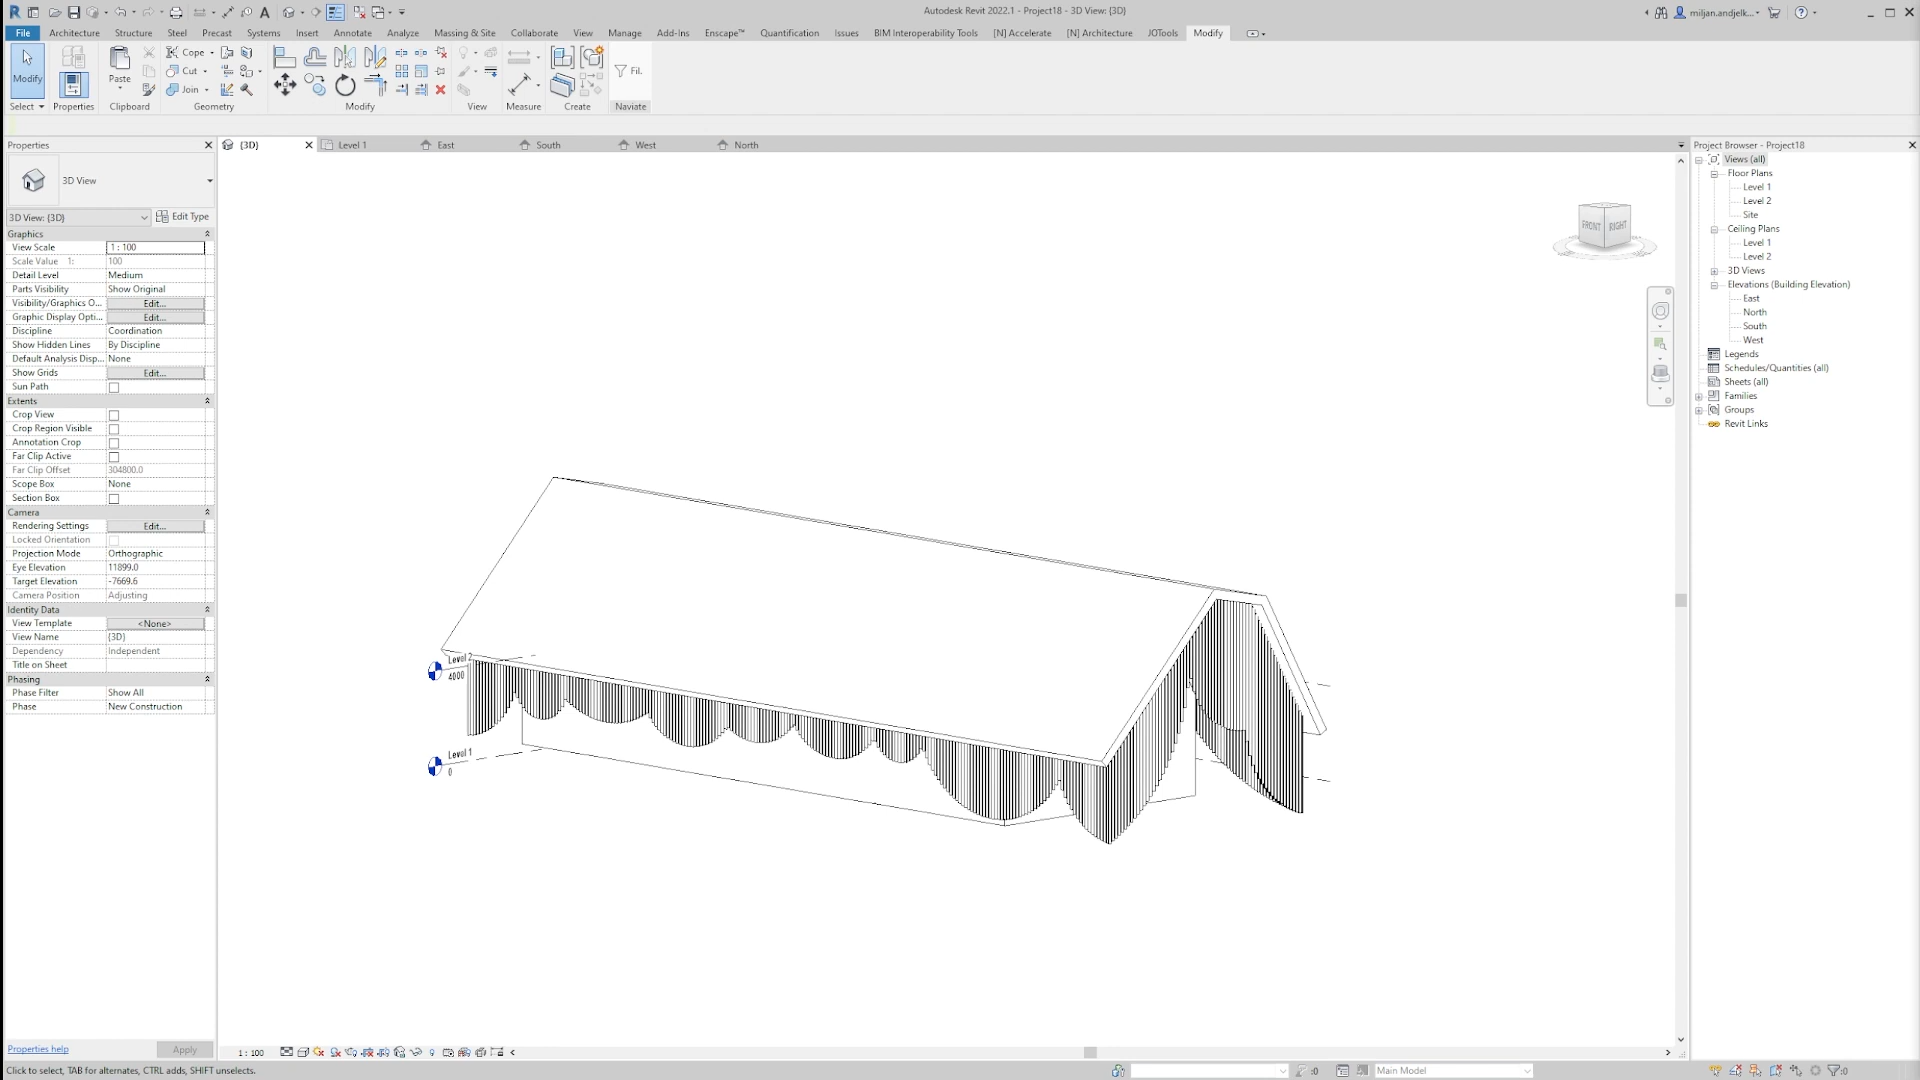 Autodesk Revit 2022.1 - Project18 - 3D View: {3D}
miljan.andjelk...
File Architecture Structure Steel Precast Systems Insert Annotate Analyze Massing & Site Collaborate View Manage Add-Ins Enscape™ Quantification Issues BIM Interoperability Tools [N] Accelerate [N] Architecture JOTools Modify
Modify
Paste
Cope
Cut
Join
Fil.
Select Properties Clipboard Geometry Modify View Measure Create Naviate
Properties
{3D} Level 1 East South West North
3D View
3D View: {3D} Edit Type
Graphics
View Scale 1 : 100
Scale Value 1: 100
Detail Level Medium
Parts Visibility Show Original
Visibility/Graphics O... Edit...
Graphic Display Opti... Edit...
Discipline Coordination
Show Hidden Lines By Discipline
Default Analysis Disp... None
Show Grids Edit...
Sun Path
Extents
Crop View
Crop Region Visible
Annotation Crop
Far Clip Active
Far Clip Offset 304800.0
Scope Box None
Section Box
Camera
Rendering Settings Edit...
Locked Orientation
Projection Mode Orthographic
Eye Elevation 11899.0
Target Elevation -7669.6
Camera Position Adjusting
Identity Data
View Template <None>
View Name {3D}
Dependency Independent
Title on Sheet
Phasing
Phase Filter Show All
Phase New Construction
Properties help Apply
FRONT RIGHT
Level 2
4000
Level 1
0
Project Browser - Project18
Views (all)
Floor Plans
Level 1
Level 2
Site
Ceiling Plans
Level 1
Level 2
3D Views
Elevations (Building Elevation)
East
North
South
West
Legends
Schedules/Quantities (all)
Sheets (all)
Families
Groups
Revit Links
1 : 100
Click to select, TAB for alternates, CTRL adds, SHIFT unselects.
:0
Main Model
:0